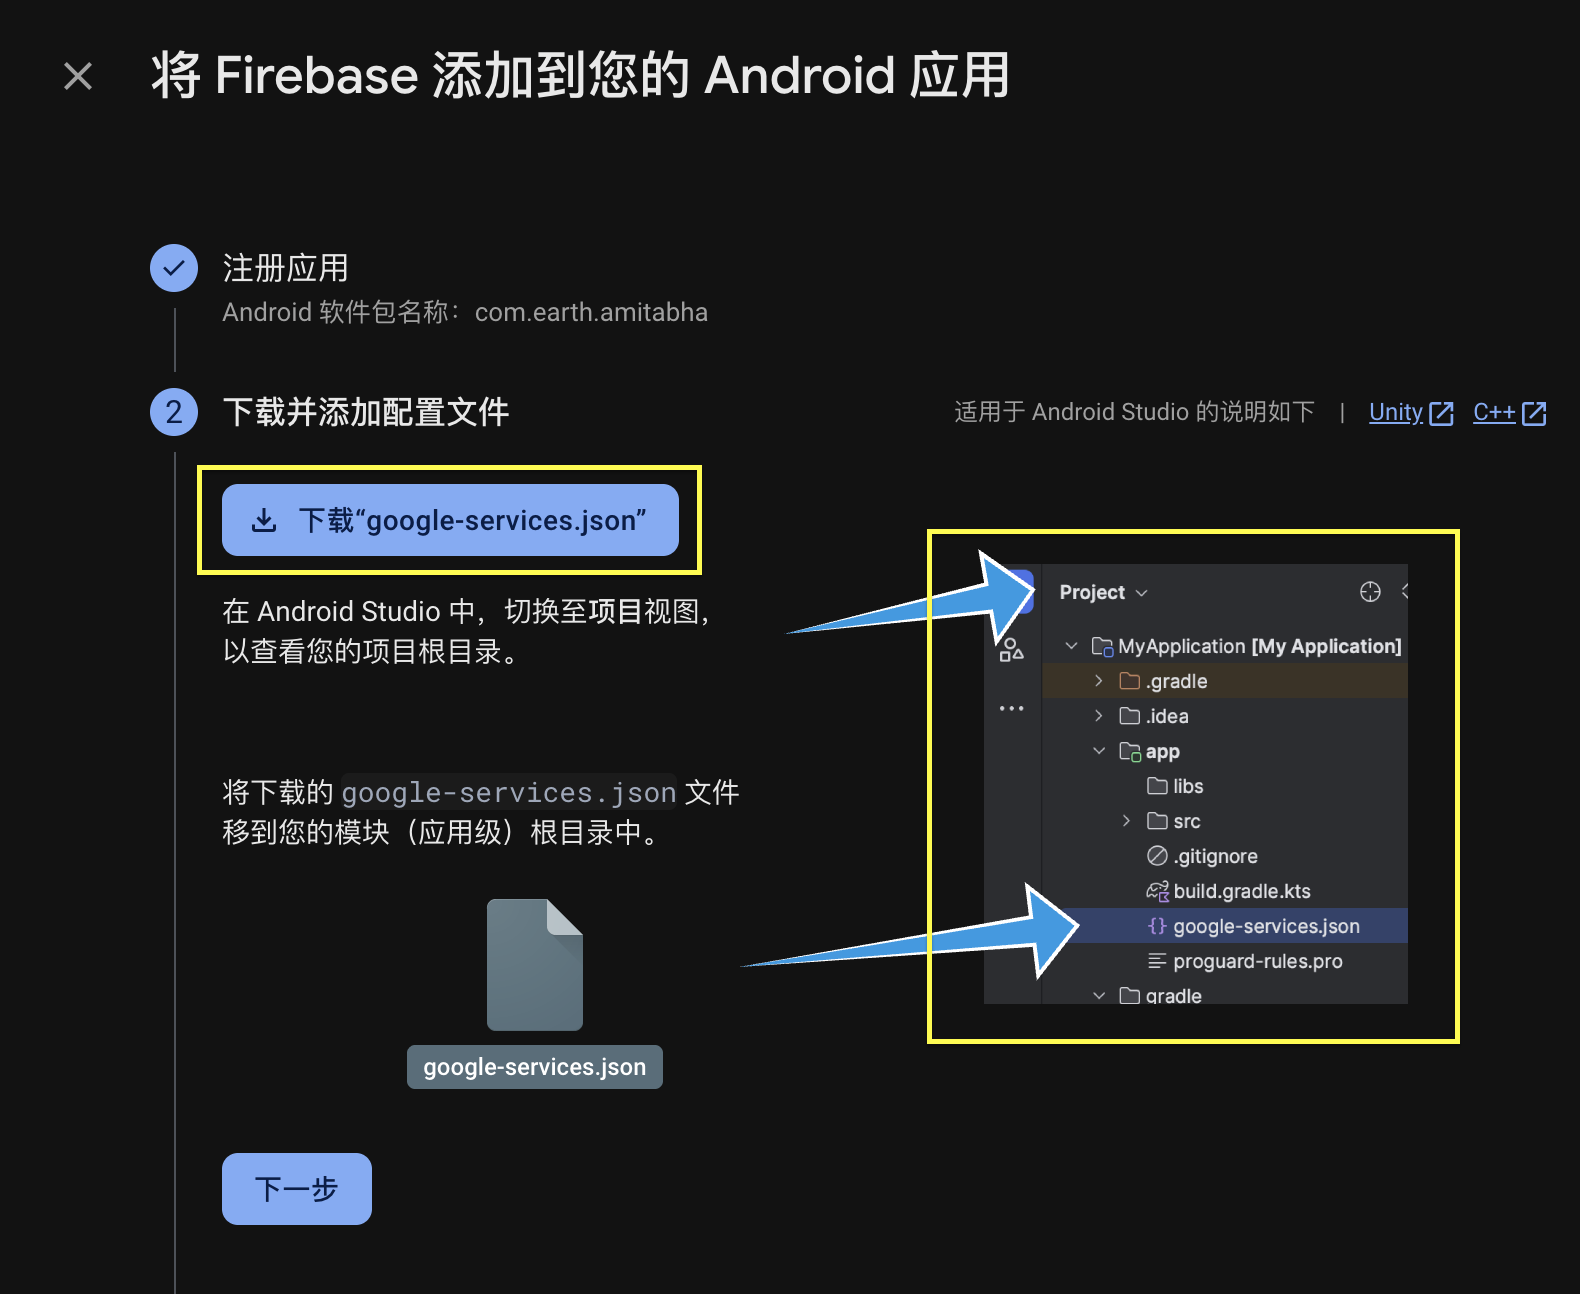 将 Firebase 添加到您的 Android 应用
注册应用
Android 软件包名称：com.earth.amitabha
2
下载并添加配置文件
适用于 Android Studio 的说明如下 | Unity C++
下载“google-services.json”
在 Android Studio 中，切换至项目视图，
以查看您的项目根目录。
将下载的 google-services.json 文件
移到您的模块（应用级）根目录中。
google-services.json
下一步
Project
MyApplication [My Application]
.gradle
.idea
app
libs
src
.gitignore
build.gradle.kts
{} google-services.json
proguard-rules.pro
gradle